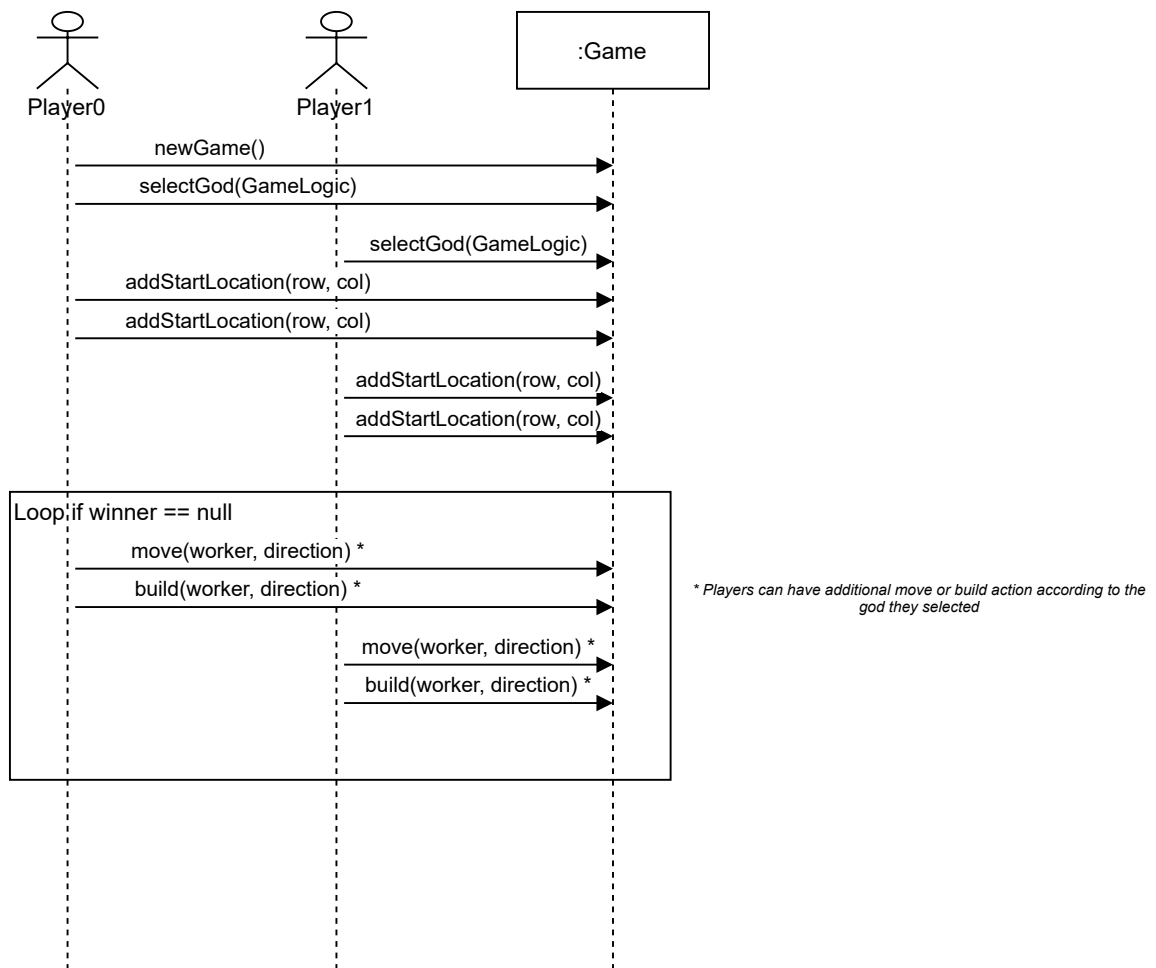 Player0
Player1
:Game
newGame()
selectGod(GameLogic)
selectGod(GameLogic)
addStartLocation(row, col)
addStartLocation(row, col)
addStartLocation(row, col)
addStartLocation(row, col)
Loop if winner == null
move(worker, direction) *
build(worker, direction) *
* Players can have additional move or build action according to the
god they selected
move(worker, direction) *
build(worker, direction) *